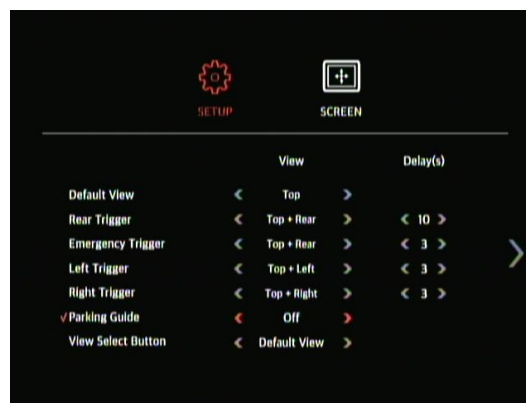 SETUP SCREEN
View Delay(s)
Default View < Top >
Rear Trigger < Top + Rear > < 10 >
Emergency Trigger < Top + Rear > < 3 >
Left Trigger < Top + Left > < 3 >
Right Trigger < Top + Right > < 3 >
√Parking Guide < Off >
View Select Button < Default View >